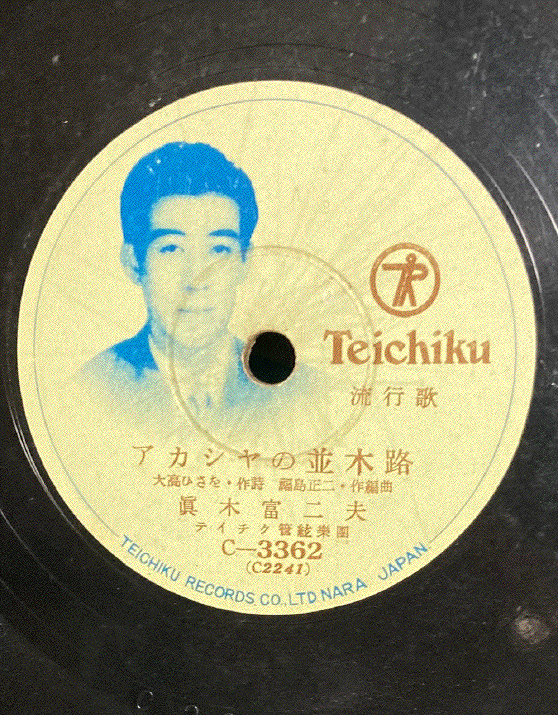 Teichiku
流行歌
アカシヤの並木路
大高ひさを・作詩 福島正二・作編曲
眞木富二夫
テイチク管絃樂團
C—3362
(C2241)
TEICHIKU RECORDS.CO.,LTD.NARA JAPAN